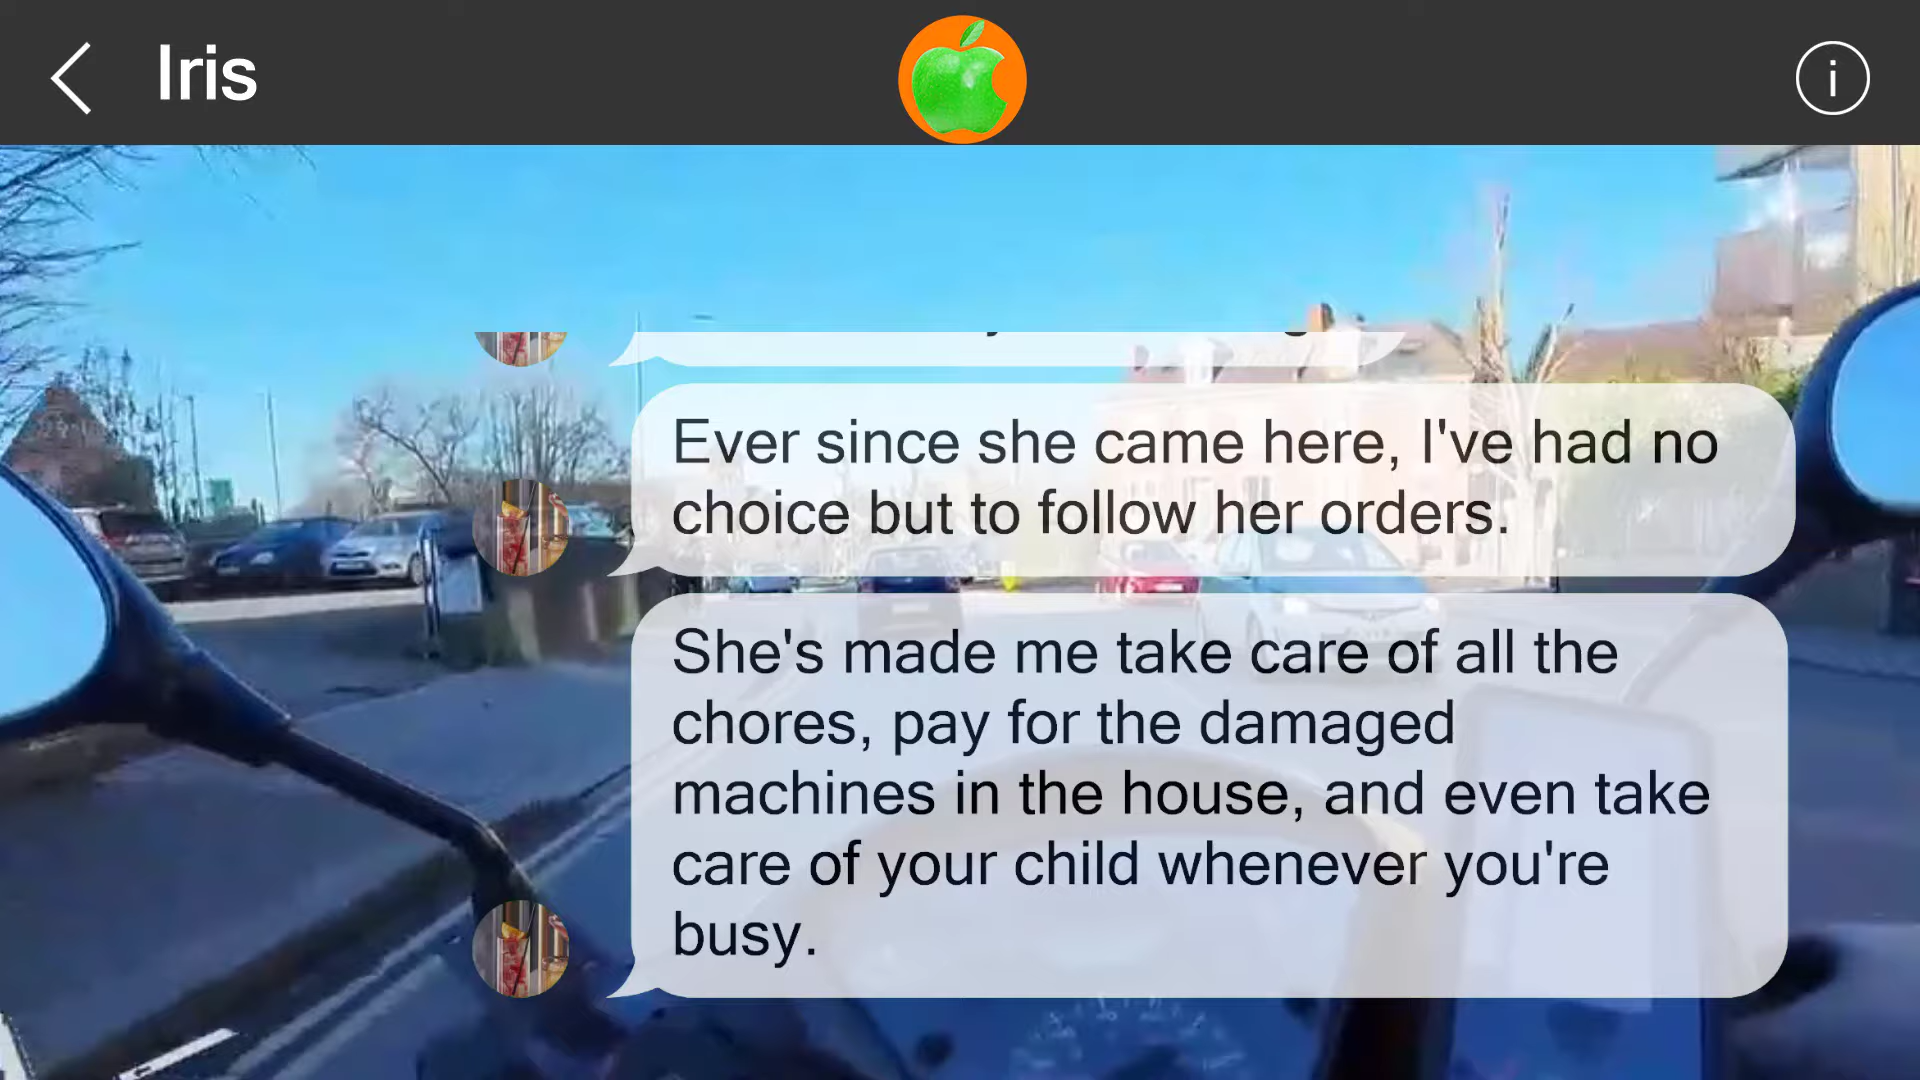 Iris
Ever since she came here, I've had no
choice but to follow her orders.
She's made me take care of all the
chores, pay for the damaged
machines in the house, and even take
care of your child whenever you're
busy.